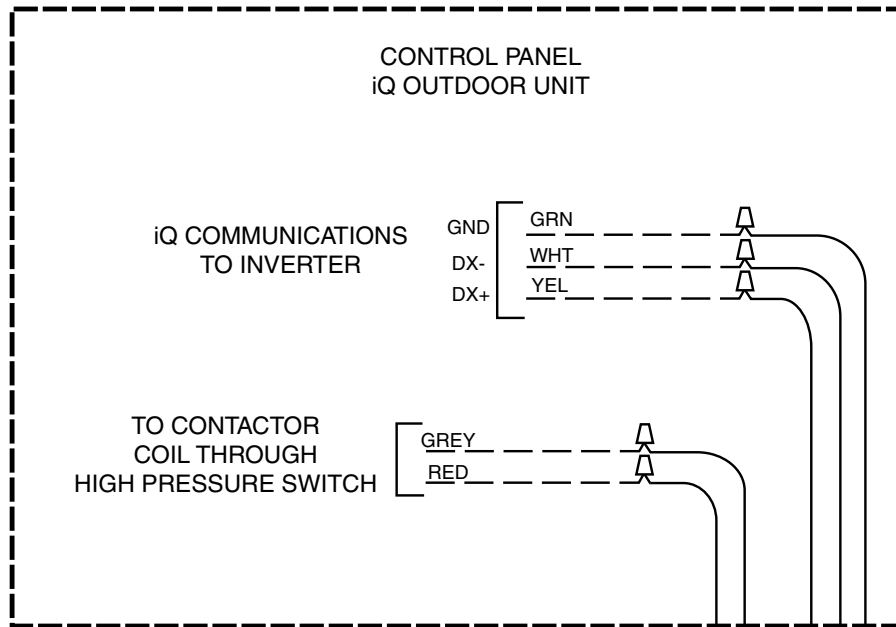 CONTROL PANEL
iQ OUTDOOR UNIT
iQ COMMUNICATIONS
TO INVERTER
GND
GRN
DX-
WHT
DX+
YEL
TO CONTACTOR
COIL THROUGH
HIGH PRESSURE SWITCH
GREY
RED